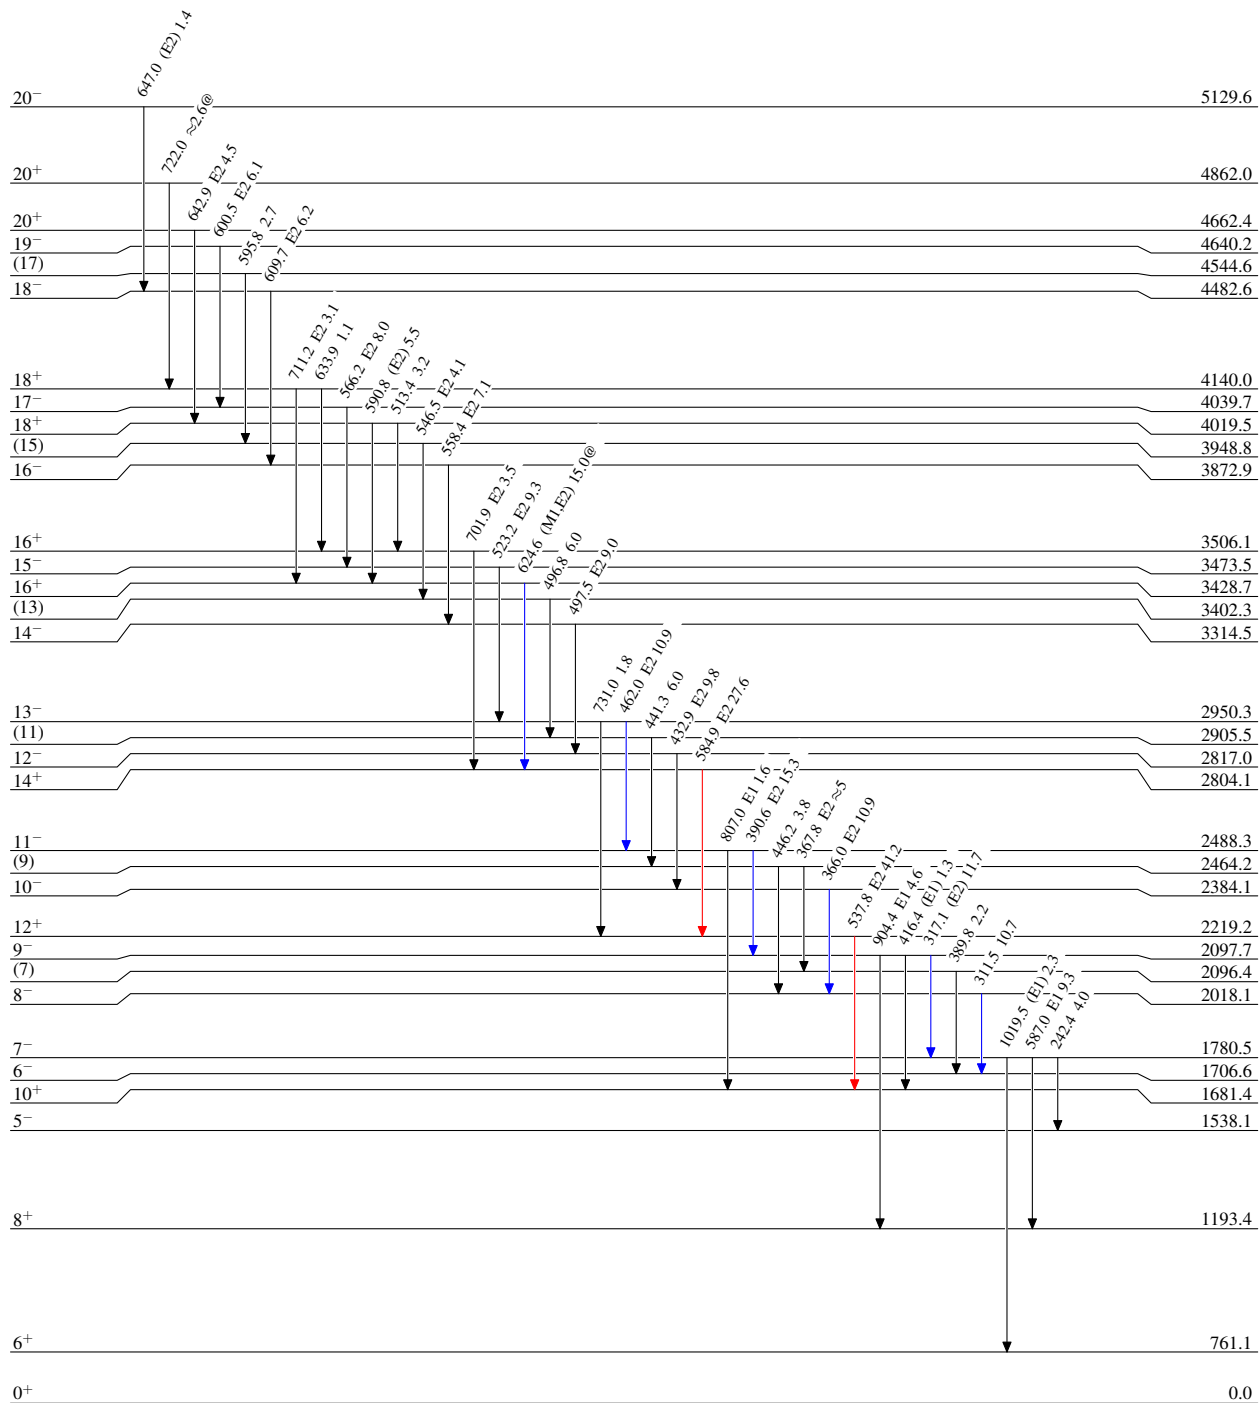 647.0 (E2) 1.4
20− 5129.6
722.0 ≈2.6@
20+ 4862.0
642.9 E2 4.5
600.5 E2 6.1
595.8 2.7
609.7 E2 6.2
20+ 4662.4
19− 4640.2
(17) 4544.6
18− 4482.6
711.2 E2 3.1
633.9 1.1
566.2 E2 8.0
590.8 (E2) 5.5
513.4 3.2
546.5 E2 4.1
558.4 E2 7.1
18+ 4140.0
17− 4039.7
18+ 4019.5
(15) 3948.8
16− 3872.9
701.9 E2 3.5
523.2 E2 9.3
624.6 (M1,E2) 15.0@
496.8 6.0
497.5 E2 9.0
16+ 3506.1
15− 3473.5
16+ 3428.7
(13) 3402.3
14− 3314.5
731.0 1.8
462.0 E2 10.9
441.3 6.0
432.9 E2 9.8
584.9 E2 27.6
13− 2950.3
(11) 2905.5
12− 2817.0
14+ 2804.1
807.0 E1 1.6
390.6 E2 15.3
446.2 3.8
367.8 E2 ≈5
366.0 E2 10.9
11− 2488.3
(9) 2464.2
10− 2384.1
537.8 E2 41.2
904.4 E1 4.6
416.4 (E1) 1.3
317.1 (E2) 11.7
389.8 2.2
311.5 10.7
12+ 2219.2
9− 2097.7
(7) 2096.4
8− 2018.1
1019.5 (E1) 2.3
587.0 E1 9.3
242.4 4.0
7− 1780.5
6− 1706.6
10+ 1681.4
5− 1538.1
8+ 1193.4
6+ 761.1
0+ 0.0